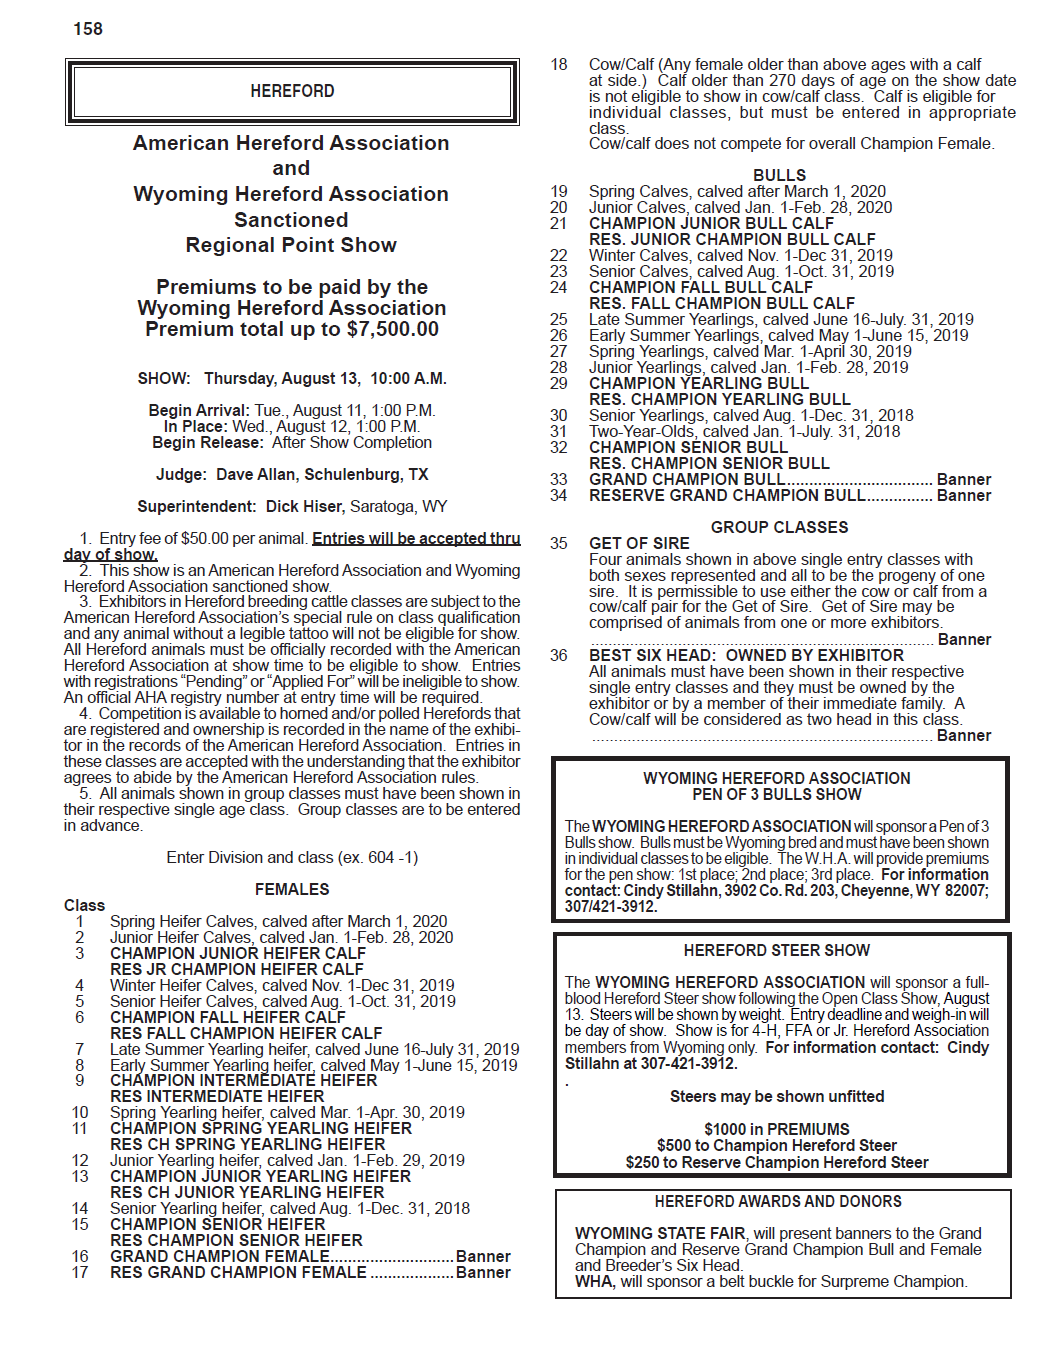 158
HEREFORD
American Hereford Association
and
Wyoming Hereford Association
Sanctioned
Regional Point Show
Premiums to be paid by the
Wyoming Hereford Association
Premium total up to $7,500.00
SHOW: Thursday, August 13, 10:00 A.M.
Begin Arrival: Tue., August 11, 1:00 P.M.
In Place: Wed., August 12, 1:00 P.M.
Begin Release: After Show Completion
Judge: Dave Allan, Schulenburg, TX
Superintendent: Dick Hiser, Saratoga, WY
1. Entry fee of $50.00 per animal. Entries will be accepted thru
day of show.
2. This show is an American Hereford Association and Wyoming
Hereford Association sanctioned show.
3. Exhibitors in Hereford breeding cattle classes are subject to the
American Hereford Association's special rule on class qualification
and any animal without a legible tattoo will not be eligible for show.
All Hereford animals must be officially recorded with the American
Hereford Association at show time to be eligible to show. Entries
with registrations "Pending" or "Applied For" will be ineligible to show.
An official AHA registry number at entry time will be required.
4. Competition is available to horned and/or polled Herefords that
are registered and ownership is recorded in the name of the exhibi-
tor in the records of the American Hereford Association. Entries in
these classes are accepted with the understanding that the exhibitor
agrees to abide by the American Hereford Association rules.
5. All animals shown in group classes must have been shown in
their respective single age class. Group classes are to be entered
in advance.
Enter Division and class (ex. 604 -1)
FEMALES
Class
1 Spring Heifer Calves, calved after March 1, 2020
2 Junior Heifer Calves, calved Jan. 1-Feb. 28, 2020
3 CHAMPION JUNIOR HEIFER CALF
RES JR CHAMPION HEIFER CALF
4 Winter Heifer Calves, calved Nov. 1-Dec 31, 2019
5 Senior Heifer Calves, calved Aug. 1-Oct. 31, 2019
6 CHAMPION FALL HEIFER CALF
RES FALL CHAMPION HEIFER CALF
7 Late Summer Yearling heifer, calved June 16-July 31, 2019
8 Early Summer Yearling heifer, calved May 1-June 15, 2019
9 CHAMPION INTERMEDIATE HEIFER
RES INTERMEDIATE HEIFER
10 Spring Yearling heifer, calved Mar. 1-Apr. 30, 2019
11 CHAMPION SPRING YEARLING HEIFER
RES CH SPRING YEARLING HEIFER
12 Junior Yearling heifer, calved Jan. 1-Feb. 29, 2019
13 CHAMPION JUNIOR YEARLING HEIFER
RES CH JUNIOR YEARLING HEIFER
14 Senior Yearling heifer, calved Aug. 1-Dec. 31, 2018
15 CHAMPION SENIOR HEIFER
RES CHAMPION SENIOR HEIFER
16 GRAND CHAMPION FEMALE............................ Banner
17 RES GRAND CHAMPION FEMALE ................... Banner
18 Cow/Calf (Any female older than above ages with a calf
at side.) Calf older than 270 days of age on the show date
is not eligible to show in cow/calf class. Calf is eligible for
individual classes, but must be entered in appropriate
class.
Cow/calf does not compete for overall Champion Female.
BULLS
19 Spring Calves, calved after March 1, 2020
20 Junior Calves, calved Jan. 1-Feb. 28, 2020
21 CHAMPION JUNIOR BULL CALF
RES. JUNIOR CHAMPION BULL CALF
22 Winter Calves, calved Nov. 1-Dec 31, 2019
23 Senior Calves, calved Aug. 1-Oct. 31, 2019
24 CHAMPION FALL BULL CALF
RES. FALL CHAMPION BULL CALF
25 Late Summer Yearlings, calved June 16-July. 31, 2019
26 Early Summer Yearlings, calved May 1-June 15, 2019
27 Spring Yearlings, calved Mar. 1-April 30, 2019
28 Junior Yearlings, calved Jan. 1-Feb. 28, 2019
29 CHAMPION YEARLING BULL
RES. CHAMPION YEARLING BULL
30 Senior Yearlings, calved Aug. 1-Dec. 31, 2018
31 Two-Year-Olds, calved Jan. 1-July. 31, 2018
32 CHAMPION SENIOR BULL
RES. CHAMPION SENIOR BULL
33 GRAND CHAMPION BULL................................. Banner
34 RESERVE GRAND CHAMPION BULL............... Banner
GROUP CLASSES
35 GET OF SIRE
Four animals shown in above single entry classes with
both sexes represented and all to be the progeny of one
sire. It is permissible to use either the cow or calf from a
cow/calf pair for the Get of Sire. Get of Sire may be
comprised of animals from one or more exhibitors.
............................................................................. Banner
36 BEST SIX HEAD: OWNED BY EXHIBITOR
All animals must have been shown in their respective
single entry classes and they must be owned by the
exhibitor or by a member of their immediate family. A
Cow/calf will be considered as two head in this class.
............................................................................. Banner
WYOMING HEREFORD ASSOCIATION
PEN OF 3 BULLS SHOW
The WYOMING HEREFORD ASSOCIATION will sponsor a Pen of 3
Bulls show. Bulls must be Wyoming bred and must have been shown
in individual classes to be eligible. The W.H.A. will provide premiums
for the pen show: 1st place; 2nd place; 3rd place. For information
contact: Cindy Stillahn, 3902 Co. Rd. 203, Cheyenne, WY 82007;
307/421-3912.
HEREFORD STEER SHOW
The WYOMING HEREFORD ASSOCIATION will sponsor a full-
blood Hereford Steer show following the Open Class Show, August
13. Steers will be shown by weight. Entry deadline and weigh-in will
be day of show. Show is for 4-H, FFA or Jr. Hereford Association
members from Wyoming only. For information contact: Cindy
Stillahn at 307-421-3912.
.
Steers may be shown unfitted
$1000 in PREMIUMS
$500 to Champion Hereford Steer
$250 to Reserve Champion Hereford Steer
HEREFORD AWARDS AND DONORS
WYOMING STATE FAIR, will present banners to the Grand
Champion and Reserve Grand Champion Bull and Female
and Breeder's Six Head.
WHA, will sponsor a belt buckle for Surpreme Champion.